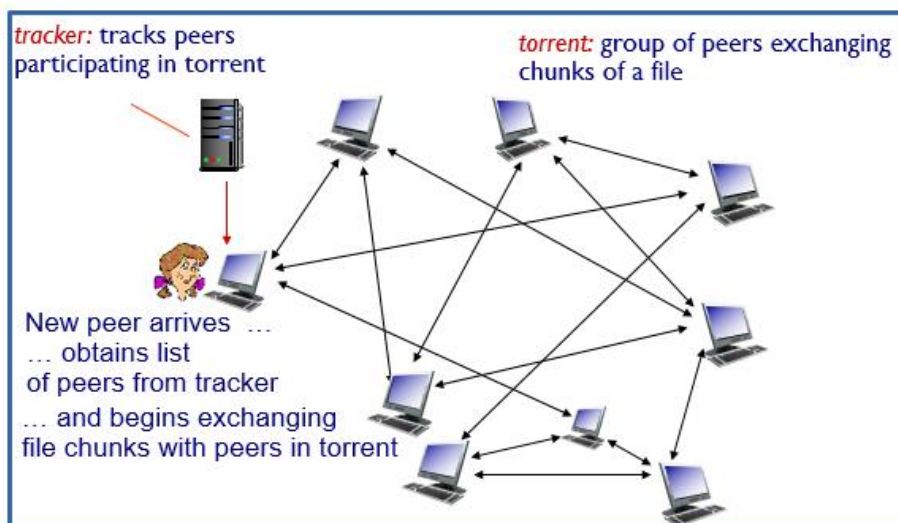 tracker: tracks peers
participating in torrent
torrent: group of peers exchanging
chunks of a file
New peer arrives …
… obtains list
of peers from tracker
… and begins exchanging
file chunks with peers in torrent